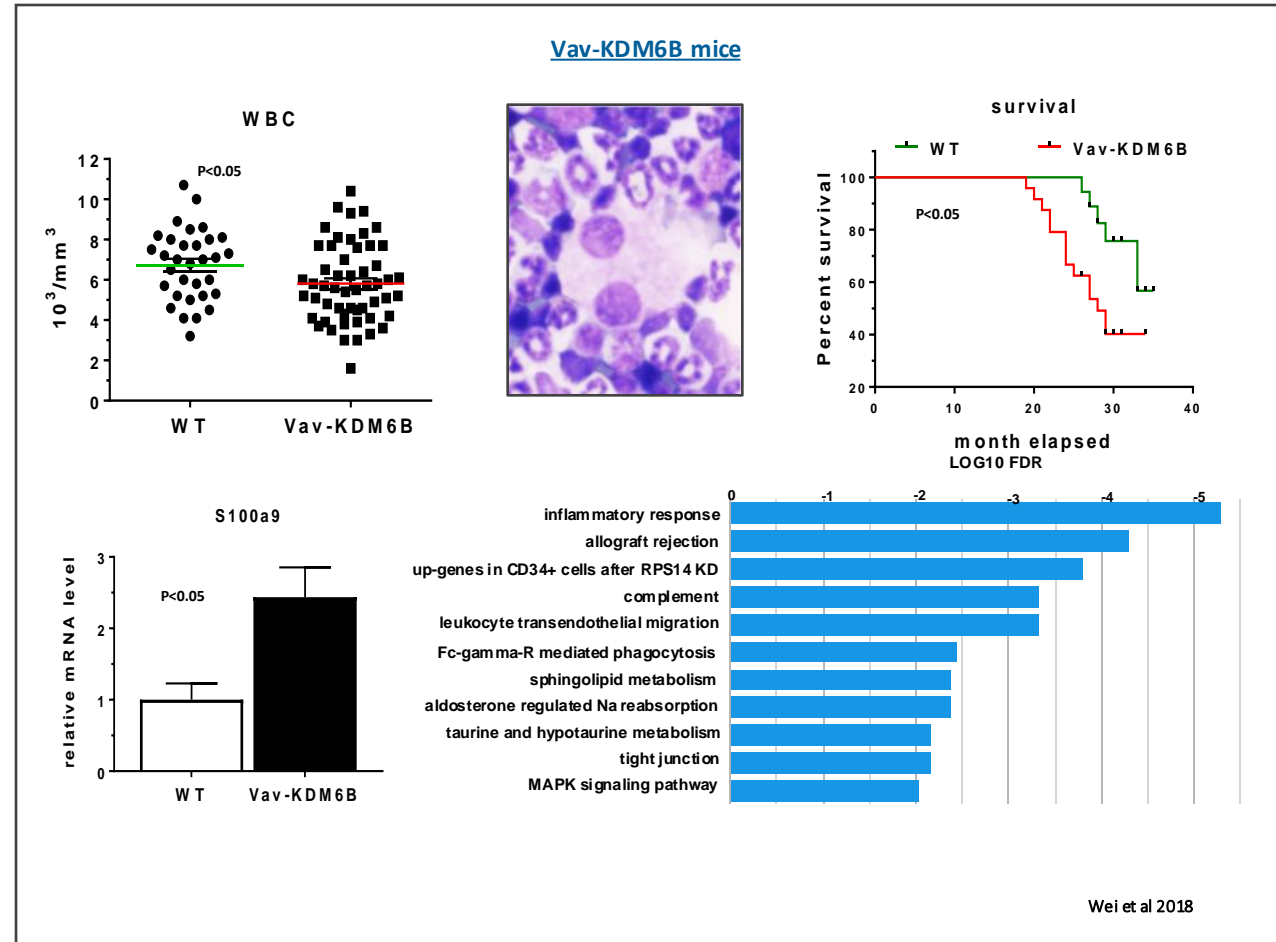 Vav-KDM6B mice
WBC
P<0.05
12
10
8
6
4
2
0
10³/mm³
WT
Vav-KDM6B
survival
WT
Vav-KDM6B
100
80
60
40
20
P<0.05
Percent survival
0
10
20
30
40
month elapsed
S100a9
3
2
1
0
P<0.05
relative mRNA level
WT
Vav-KDM6B
LOG10 FDR
0
-1
-2
-3
-4
-5
inflammatory response
allograft rejection
up-genes in CD34+ cells after RPS14 KD
complement
leukocyte transendothelial migration
Fc-gamma-R mediated phagocytosis
sphingolipid metabolism
aldosterone regulated Na reabsorption
taurine and hypotaurine metabolism
tight junction
MAPK signaling pathway
Wei et al 2018